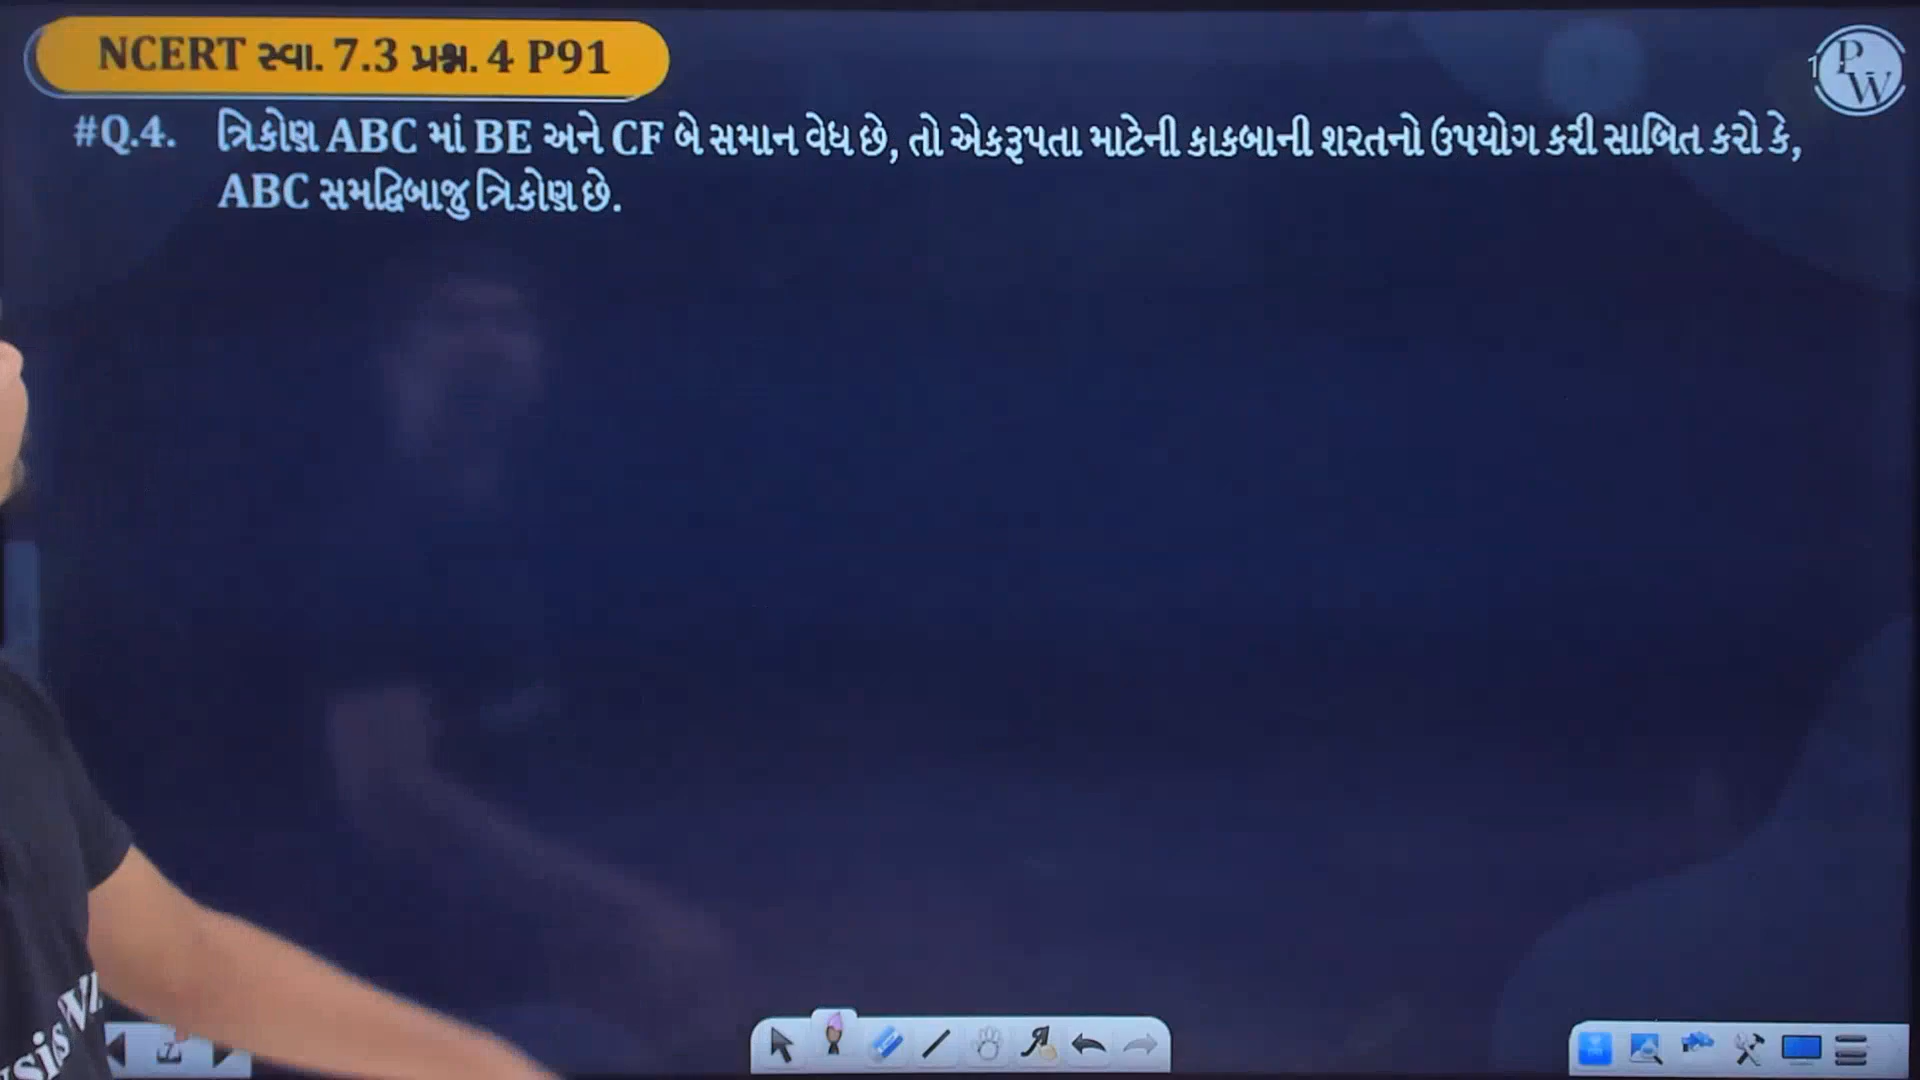 NCERT સ્વા. 7.3 પ્રશ્ન. 4 P91
#Q.4. ત્રિકોણ ABC માં BE અને CF બે સમાન વેધ છે, તો એકરૂપતા માટેની કાકબાની શરતનો ઉપયોગ કરી સાબિત કરો કે,
ABC સમદ્વિબાજુ ત્રિકોણ છે.
PW